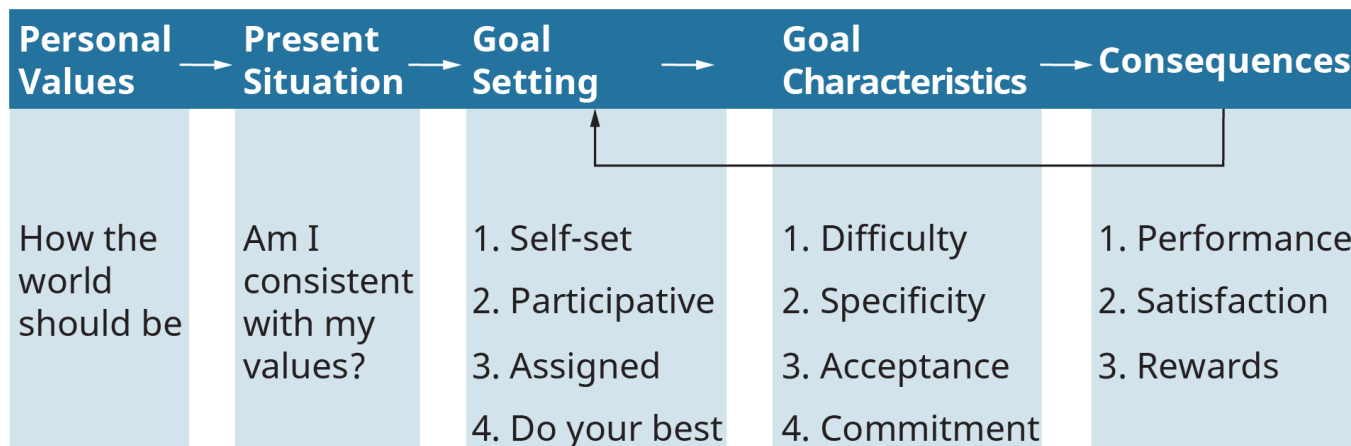 Personal
Values
Present
Situation
Goal
Setting
Goal
Characteristics
Consequences
How the
world
should be
Am I
consistent
with my
values?
1. Self-set
2. Participative
3. Assigned
4. Do your best
1. Difficulty
2. Specificity
3. Acceptance
4. Commitment
1. Performance
2. Satisfaction
3. Rewards